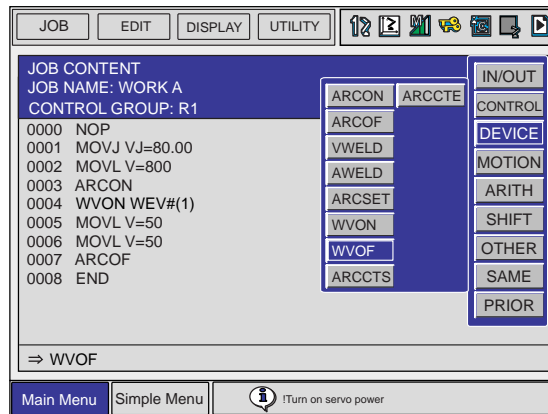 JOB EDIT DISPLAY UTILITY
JOB CONTENT
JOB NAME: WORK A
CONTROL GROUP: R1
0000 NOP
0001 MOVJ VJ=80.00
0002 MOVL V=800
0003 ARCON
0004 WVON WEV#(1)
0005 MOVL V=50
0006 MOVL V=50
0007 ARCOF
0008 END
ARCON ARCCTE
ARCOF
VWELD
AWELD
ARCSET
WVON
WVOF
ARCCTS
IN/OUT
CONTROL
DEVICE
MOTION
ARITH
SHIFT
OTHER
SAME
PRIOR
⇒ WVOF
Main Menu Simple Menu !Turn on servo power